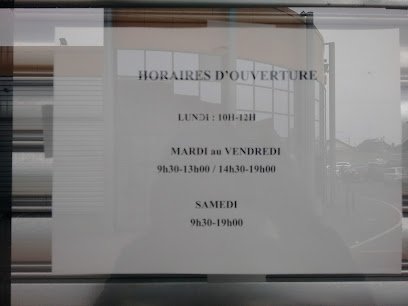 HORAIRES D'OUVERTURE
LUNDI : 10H-12H
MARDI au VENDREDI
9h30-13h00 / 14h30-19h00
SAMEDI
9h30-19h00